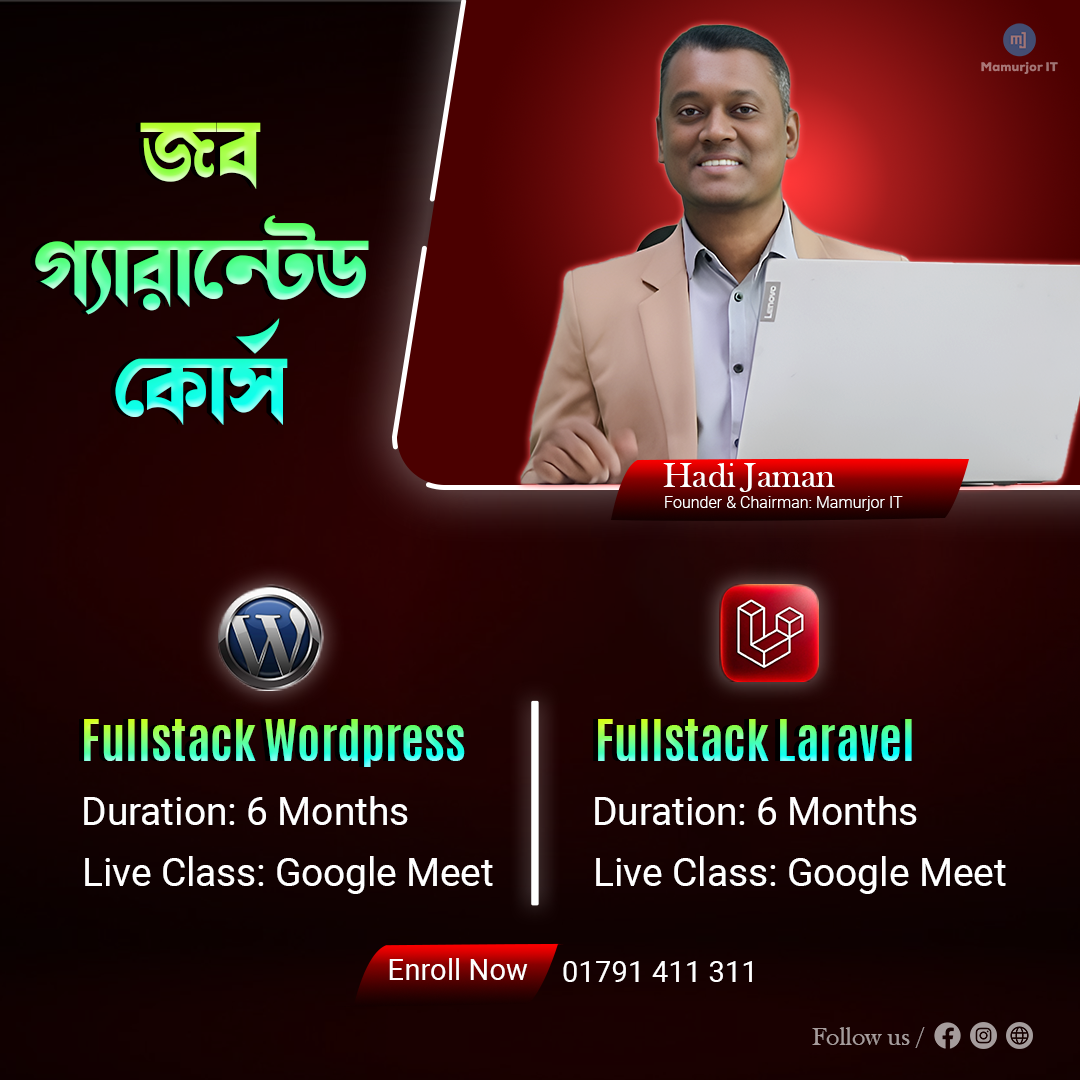 mj
Mamurjor IT
জব
গ্যারান্টেড
কোর্স
Lenovo
Hadi Jaman
Founder & Chairman: Mamurjor IT
W
Fullstack Wordpress
Duration: 6 Months
Live Class: Google Meet
Fullstack Laravel
Duration: 6 Months
Live Class: Google Meet
Enroll Now 01791 411 311
Follow us /